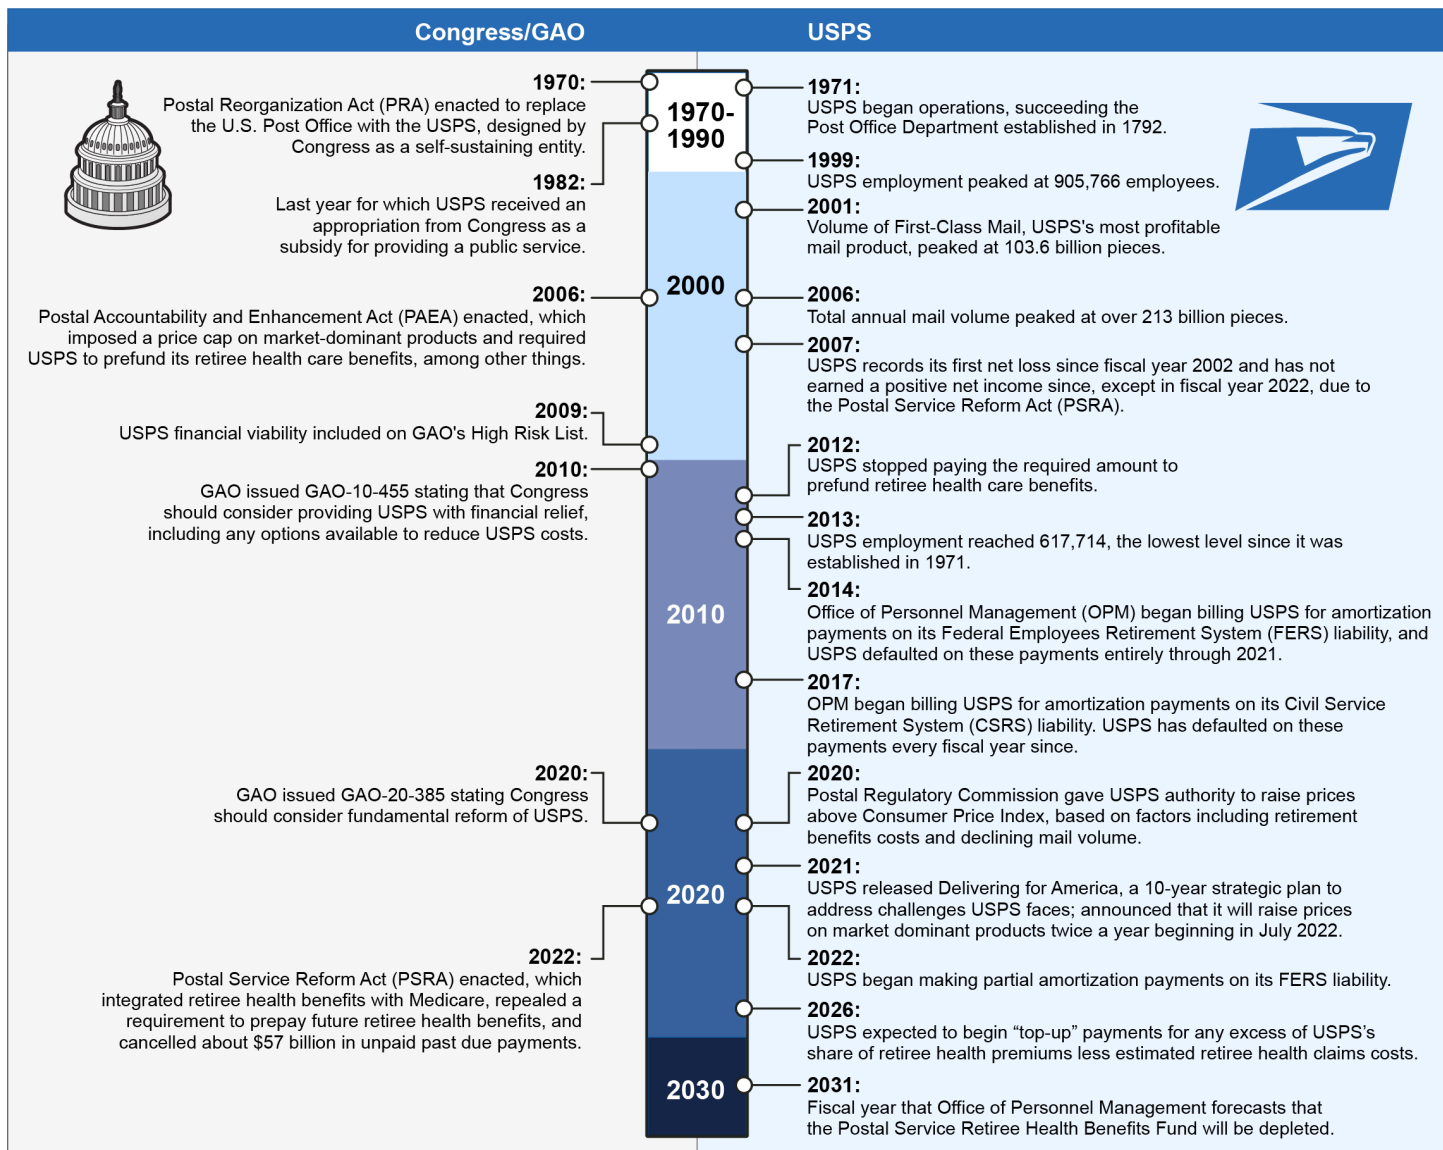 Congress/GAO
USPS
1970:
Postal Reorganization Act (PRA) enacted to replace
the U.S. Post Office with the USPS, designed by
Congress as a self-sustaining entity.
1982:
Last year for which USPS received an
appropriation from Congress as a
subsidy for providing a public service.
2006:
Postal Accountability and Enhancement Act (PAEA) enacted, which
imposed a price cap on market-dominant products and required
USPS to prefund its retiree health care benefits, among other things.
2009:
USPS financial viability included on GAO's High Risk List.
2010:
GAO issued GAO-10-455 stating that Congress
should consider providing USPS with financial relief,
including any options available to reduce USPS costs.
2020:
GAO issued GAO-20-385 stating Congress
should consider fundamental reform of USPS.
2022:
Postal Service Reform Act (PSRA) enacted, which
integrated retiree health benefits with Medicare, repealed a
requirement to prepay future retiree health benefits, and
cancelled about $57 billion in unpaid past due payments.
1970-
1990
2000
2010
2020
2030
1971:
USPS began operations, succeeding the
Post Office Department established in 1792.
1999:
USPS employment peaked at 905,766 employees.
2001:
Volume of First-Class Mail, USPS's most profitable
mail product, peaked at 103.6 billion pieces.
2006:
Total annual mail volume peaked at over 213 billion pieces.
2007:
USPS records its first net loss since fiscal year 2002 and has not
earned a positive net income since, except in fiscal year 2022, due to
the Postal Service Reform Act (PSRA).
2012:
USPS stopped paying the required amount to
prefund retiree health care benefits.
2013:
USPS employment reached 617,714, the lowest level since it was
established in 1971.
2014:
Office of Personnel Management (OPM) began billing USPS for amortization
payments on its Federal Employees Retirement System (FERS) liability, and
USPS defaulted on these payments entirely through 2021.
2017:
OPM began billing USPS for amortization payments on its Civil Service
Retirement System (CSRS) liability. USPS has defaulted on these
payments every fiscal year since.
2020:
Postal Regulatory Commission gave USPS authority to raise prices
above Consumer Price Index, based on factors including retirement
benefits costs and declining mail volume.
2021:
USPS released Delivering for America, a 10-year strategic plan to
address challenges USPS faces; announced that it will raise prices
on market dominant products twice a year beginning in July 2022.
2022:
USPS began making partial amortization payments on its FERS liability.
2026:
USPS expected to begin “top-up” payments for any excess of USPS’s
share of retiree health premiums less estimated retiree health claims costs.
2031:
Fiscal year that Office of Personnel Management forecasts that
the Postal Service Retiree Health Benefits Fund will be depleted.